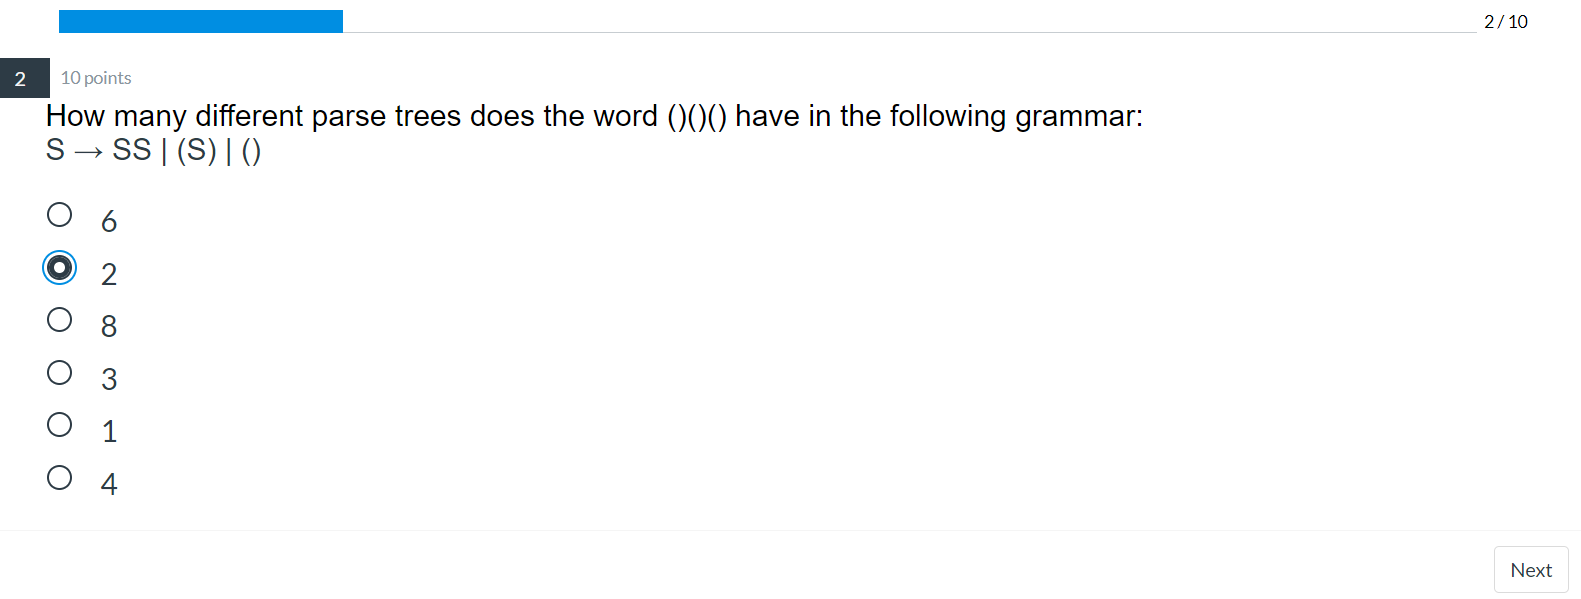 2 / 10
2
10 points
How many different parse trees does the word ()()() have in the following grammar:
S → SS | (S) | ()
6
2
8
3
1
4
Next